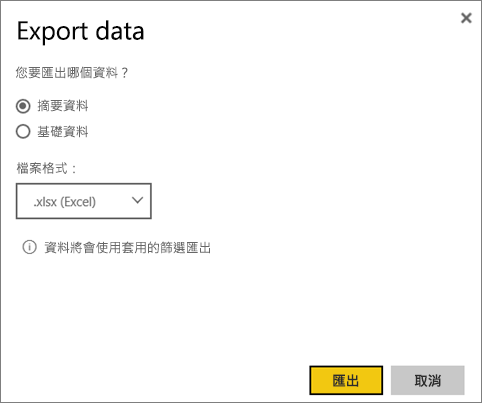 Export data
您要匯出哪個資料？
摘要資料
基礎資料
檔案格式：
.xlsx (Excel)
資料將會使用套用的篩選匯出
匯出
取消